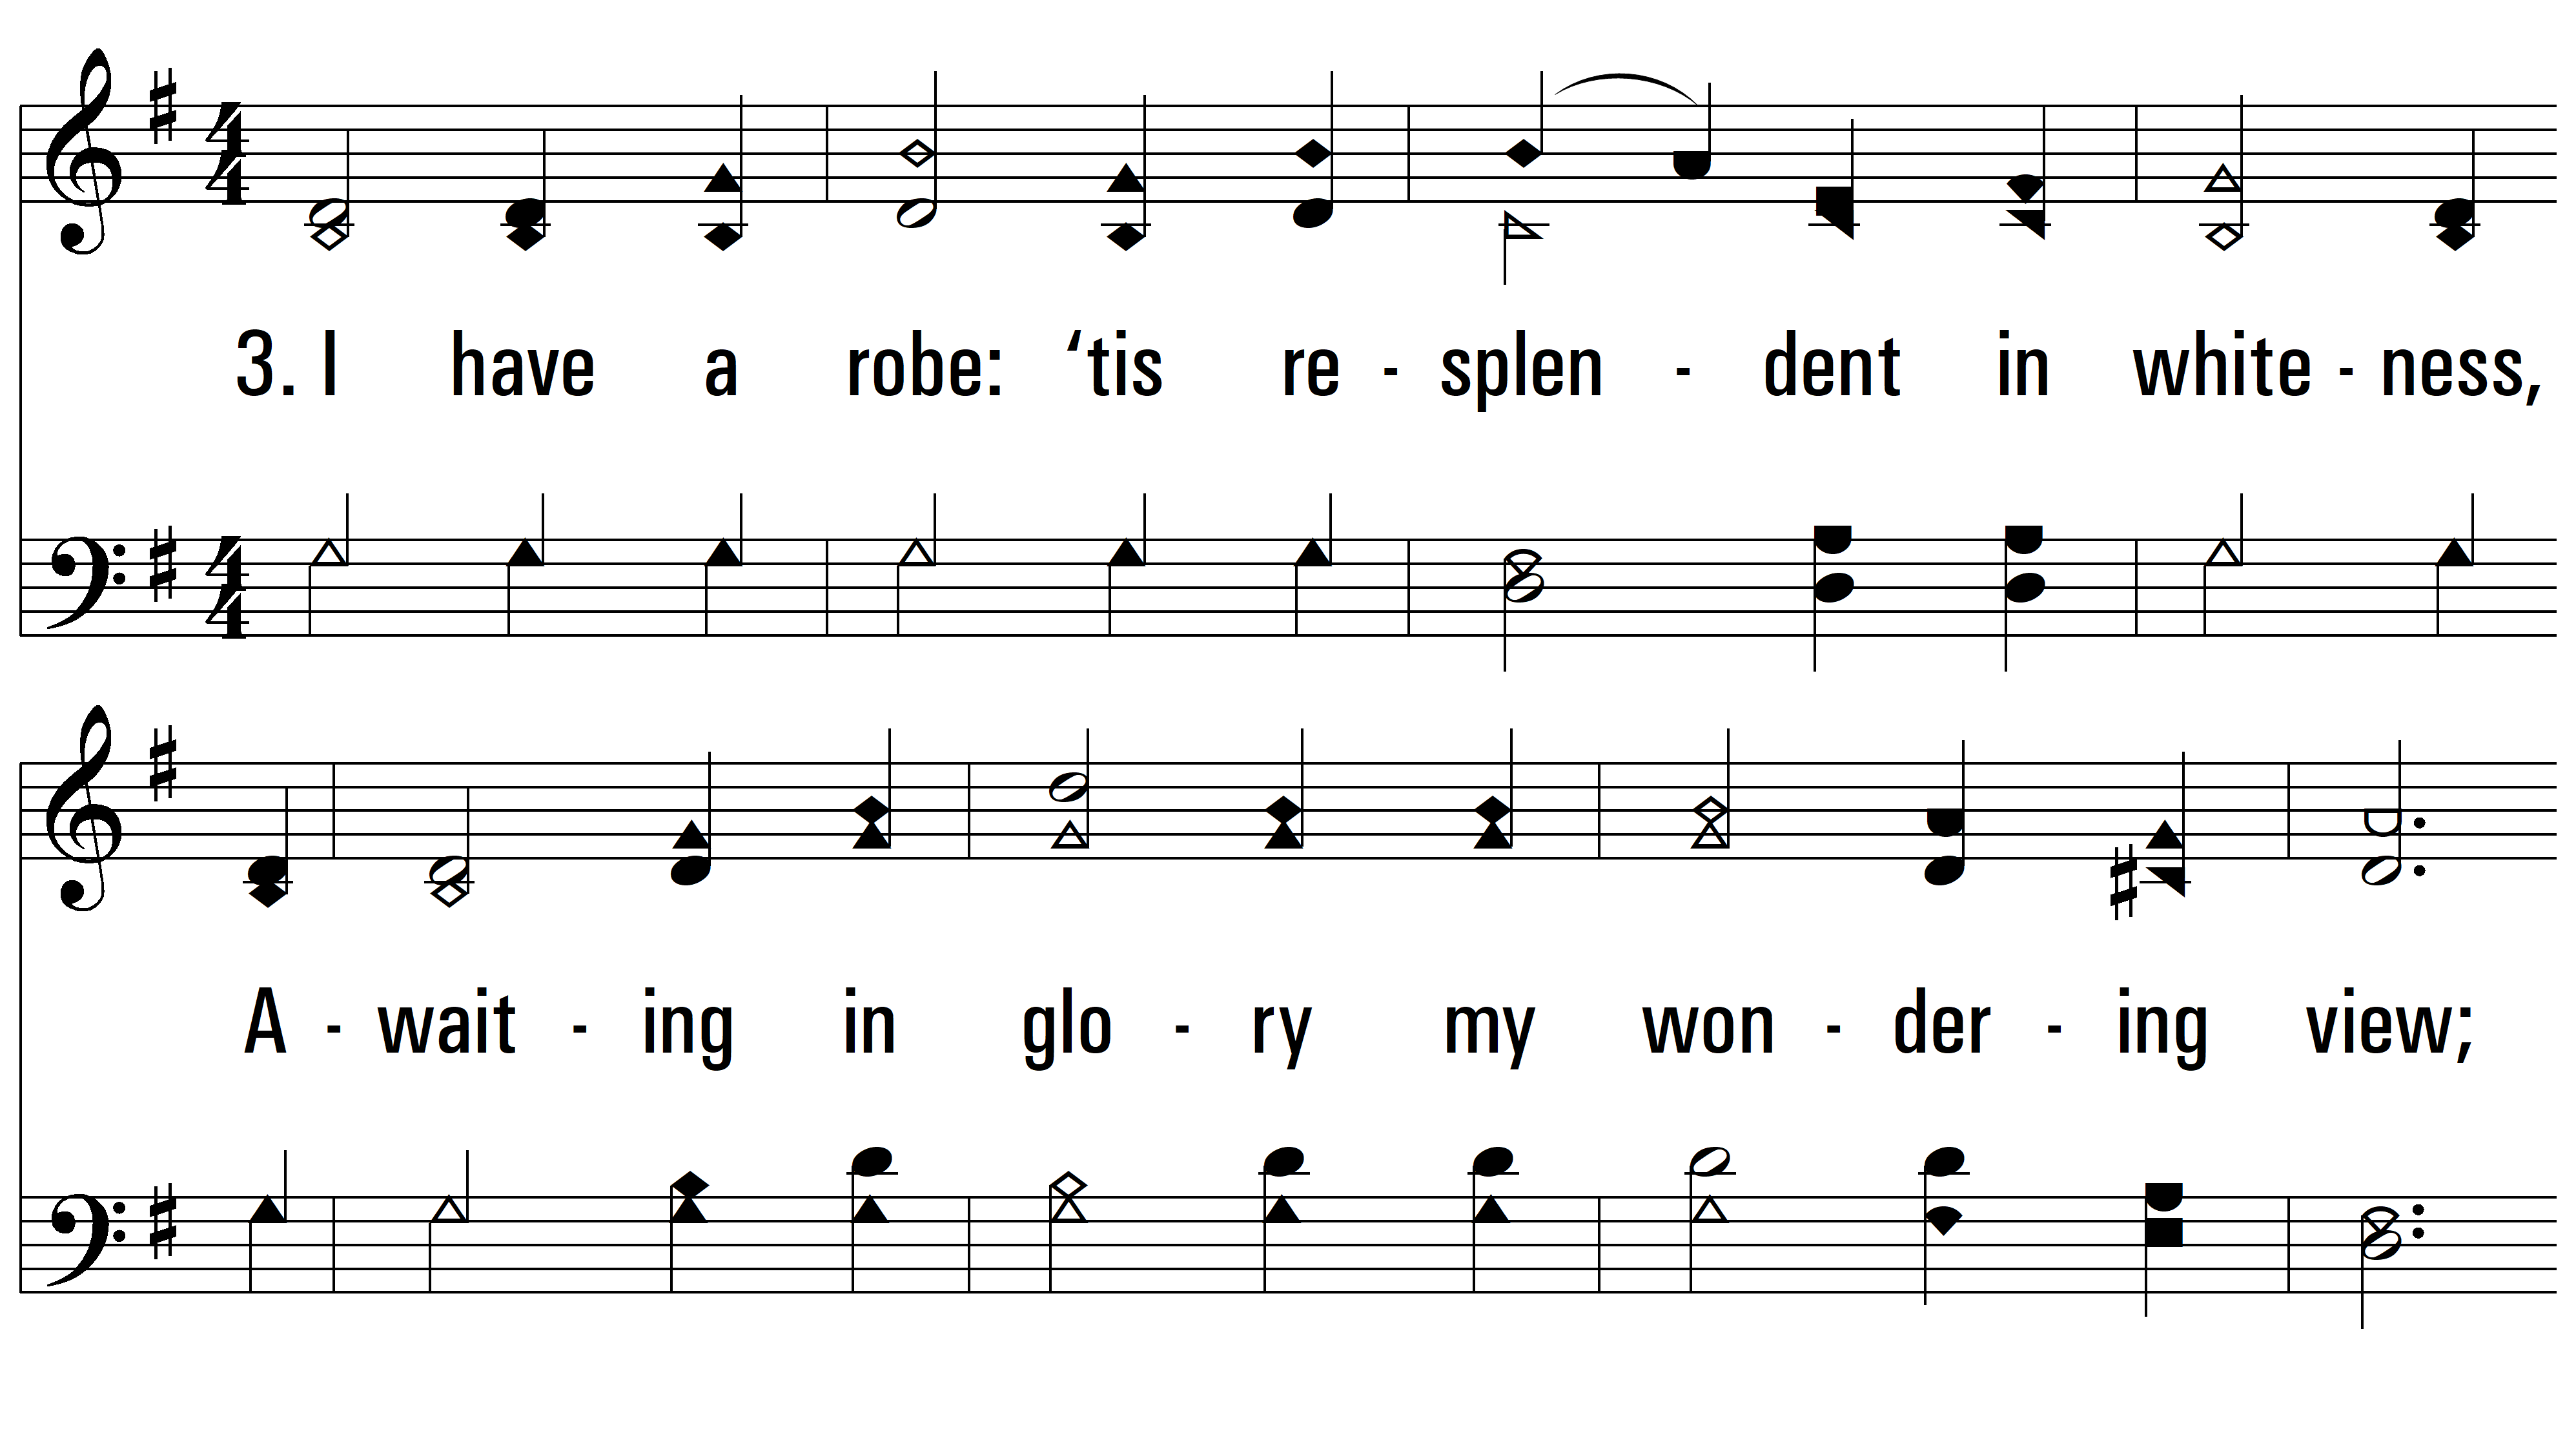 3. I have a robe: ‘tis re - splen - dent in white - ness,
A - wait - ing in glo - ry my won - der - ing view;